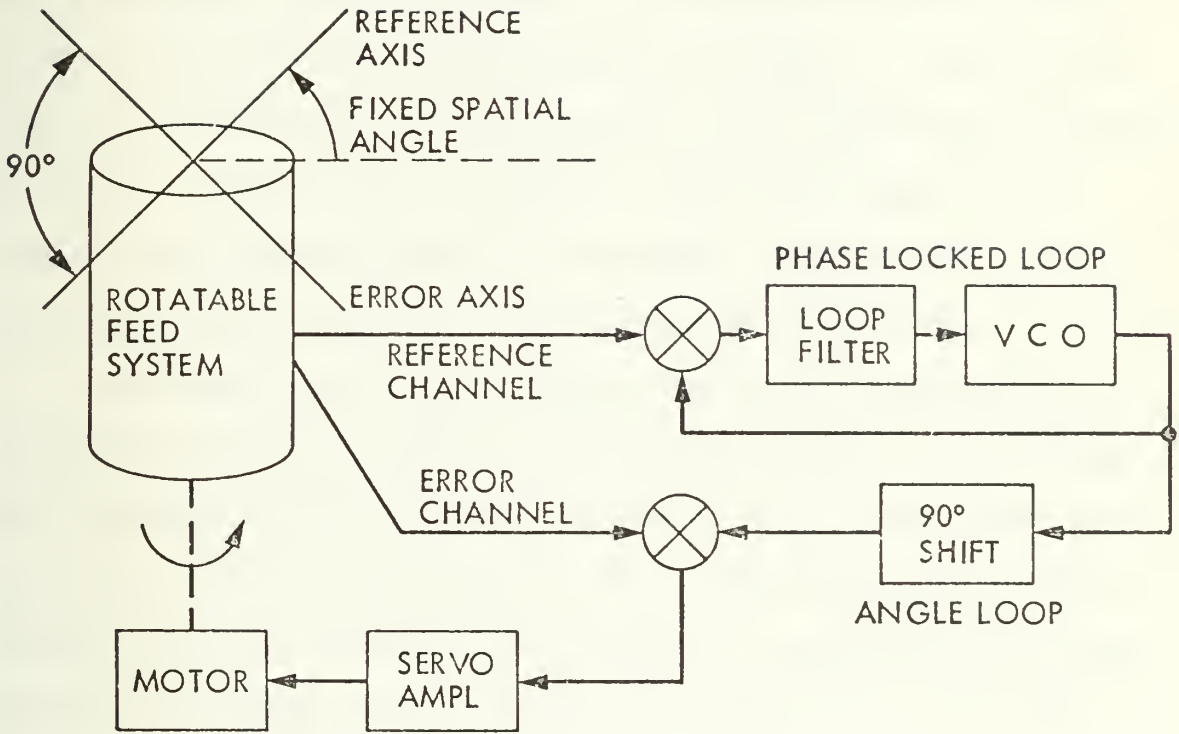 REFERENCE
AXIS
FIXED SPATIAL
ANGLE
90°
ROTATABLE
FEED
SYSTEM
ERROR AXIS
REFERENCE
CHANNEL
PHASE LOCKED LOOP
LOOP
FILTER
V C O
ERROR
CHANNEL
90°
SHIFT
ANGLE LOOP
MOTOR
SERVO
AMPL